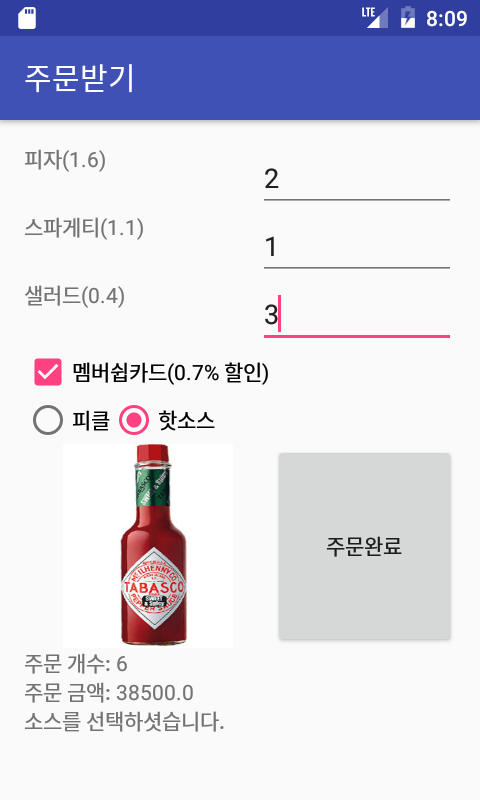 LTE 8:09
주문받기
피자(1.6) 2
스파게티(1.1) 1
샐러드(0.4) 3
멤버쉽카드(0.7% 할인)
피클 핫소스
TABASCO
주문완료
주문 개수: 6
주문 금액: 38500.0
소스를 선택하셧습니다.